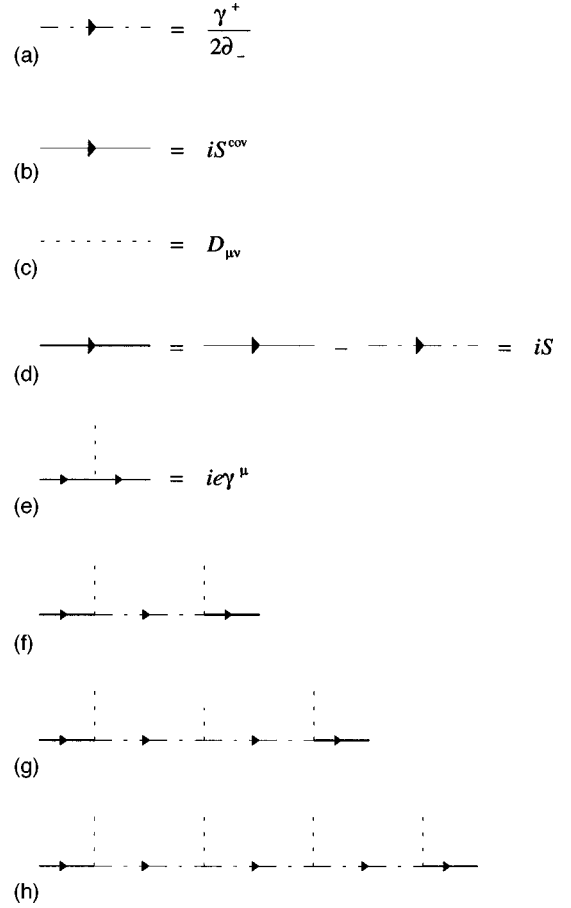 (a) = γ⁺ / 2∂₋
(b) = iS^cov
(c) = D_μν
(d) = – = iS
(e) = ieγ^μ
(f)
(g)
(h)